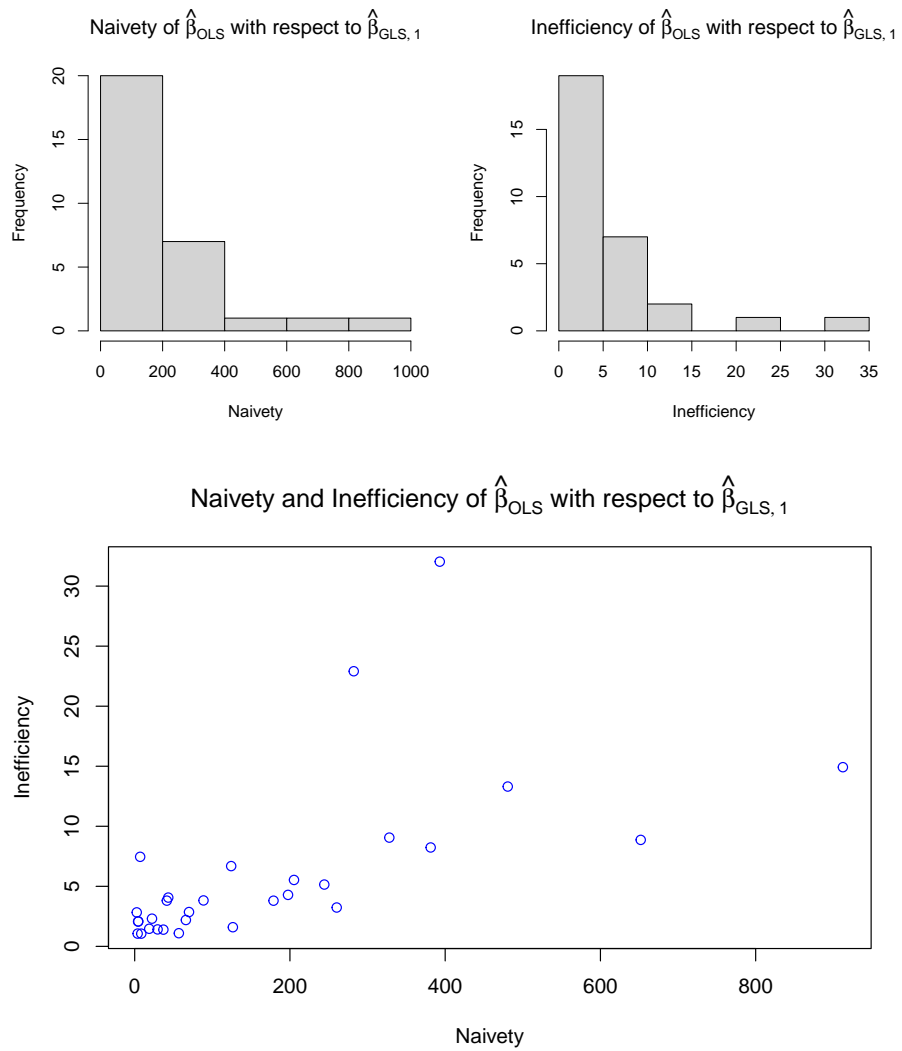 Naivety of β̂OLS with respect to β̂GLS, 1
Frequency
20
15
10
5
0
0 200 400 600 800 1000
Naivety
Inefficiency of β̂OLS with respect to β̂GLS, 1
Frequency
15
10
5
0
0 5 10 15 20 25 30 35
Inefficiency
Naivety and Inefficiency of β̂OLS with respect to β̂GLS, 1
Inefficiency
30
25
20
15
10
5
0
0 200 400 600 800
Naivety